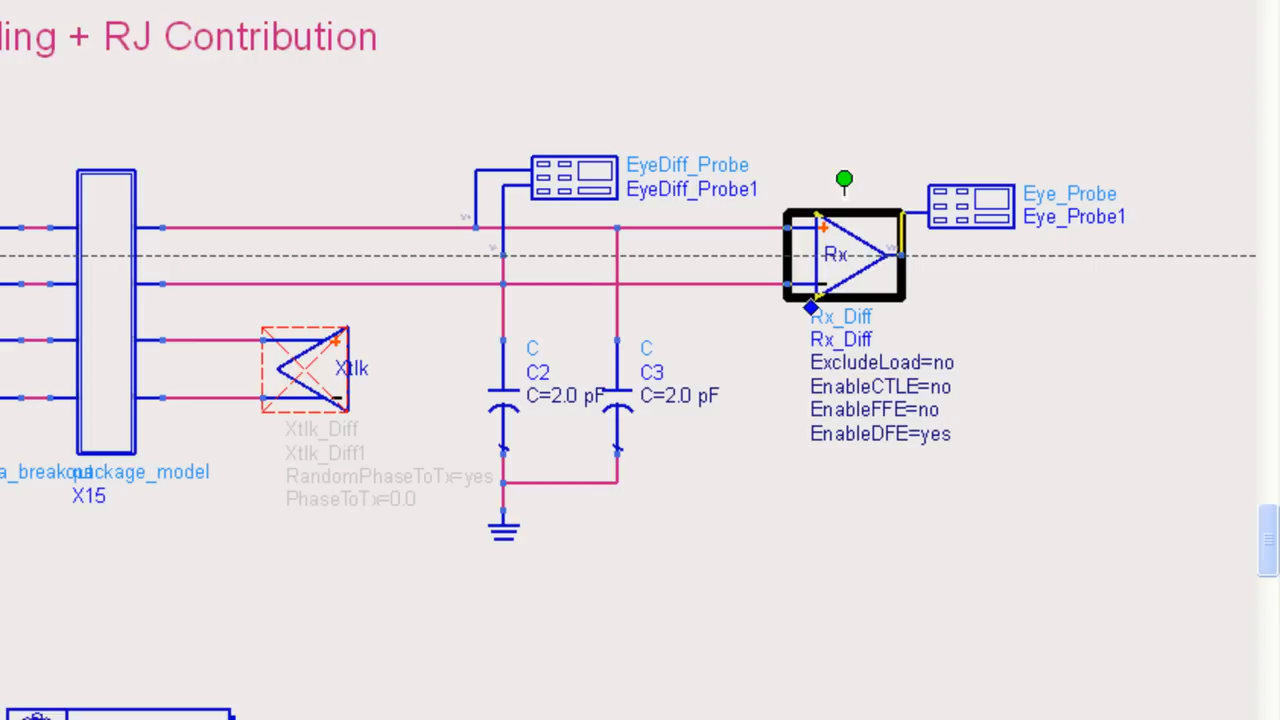 ling + RJ Contribution
EyeDiff_Probe
EyeDiff_Probe1
Eye_Probe
Eye_Probe1
Rx
Rx_Diff
Rx_Diff
ExcludeLoad=no
EnableCTLE=no
EnableFFE=no
EnableDFE=yes
C
C2
C=2.0 pF
C
C3
C=2.0 pF
Xtlk
Xtlk_Diff
Xtlk_Diff1
RandomPhaseToTx=yes
PhaseToTx=0.0
package_model
X15